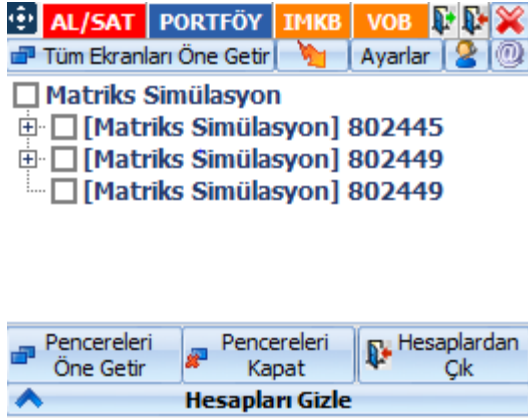 AL/SAT PORTFÖY IMKB VOB
Tüm Ekranları Öne Getir Ayarlar @
Matriks Simülasyon
[Matriks Simülasyon] 802445
[Matriks Simülasyon] 802449
[Matriks Simülasyon] 802449
Pencereleri Öne Getir
Pencereleri Kapat
Hesaplardan Çık
Hesapları Gizle